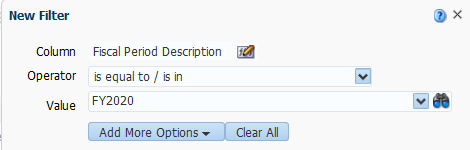 New Filter
Column Fiscal Period Description
Operator is equal to / is in
Value FY2020
Add More Options Clear All